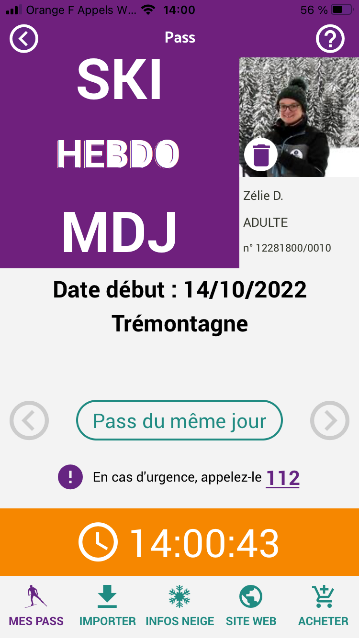 Orange F Appels W... 14:00 56 %
Pass
SKI
HEBDO
MDJ
Zélie D.
ADULTE
n° 12281800/0010
Date début : 14/10/2022
Trémontagne
Pass du même jour
En cas d'urgence, appelez-le 112
14:00:43
MES PASS IMPORTER INFOS NEIGE SITE WEB ACHETER